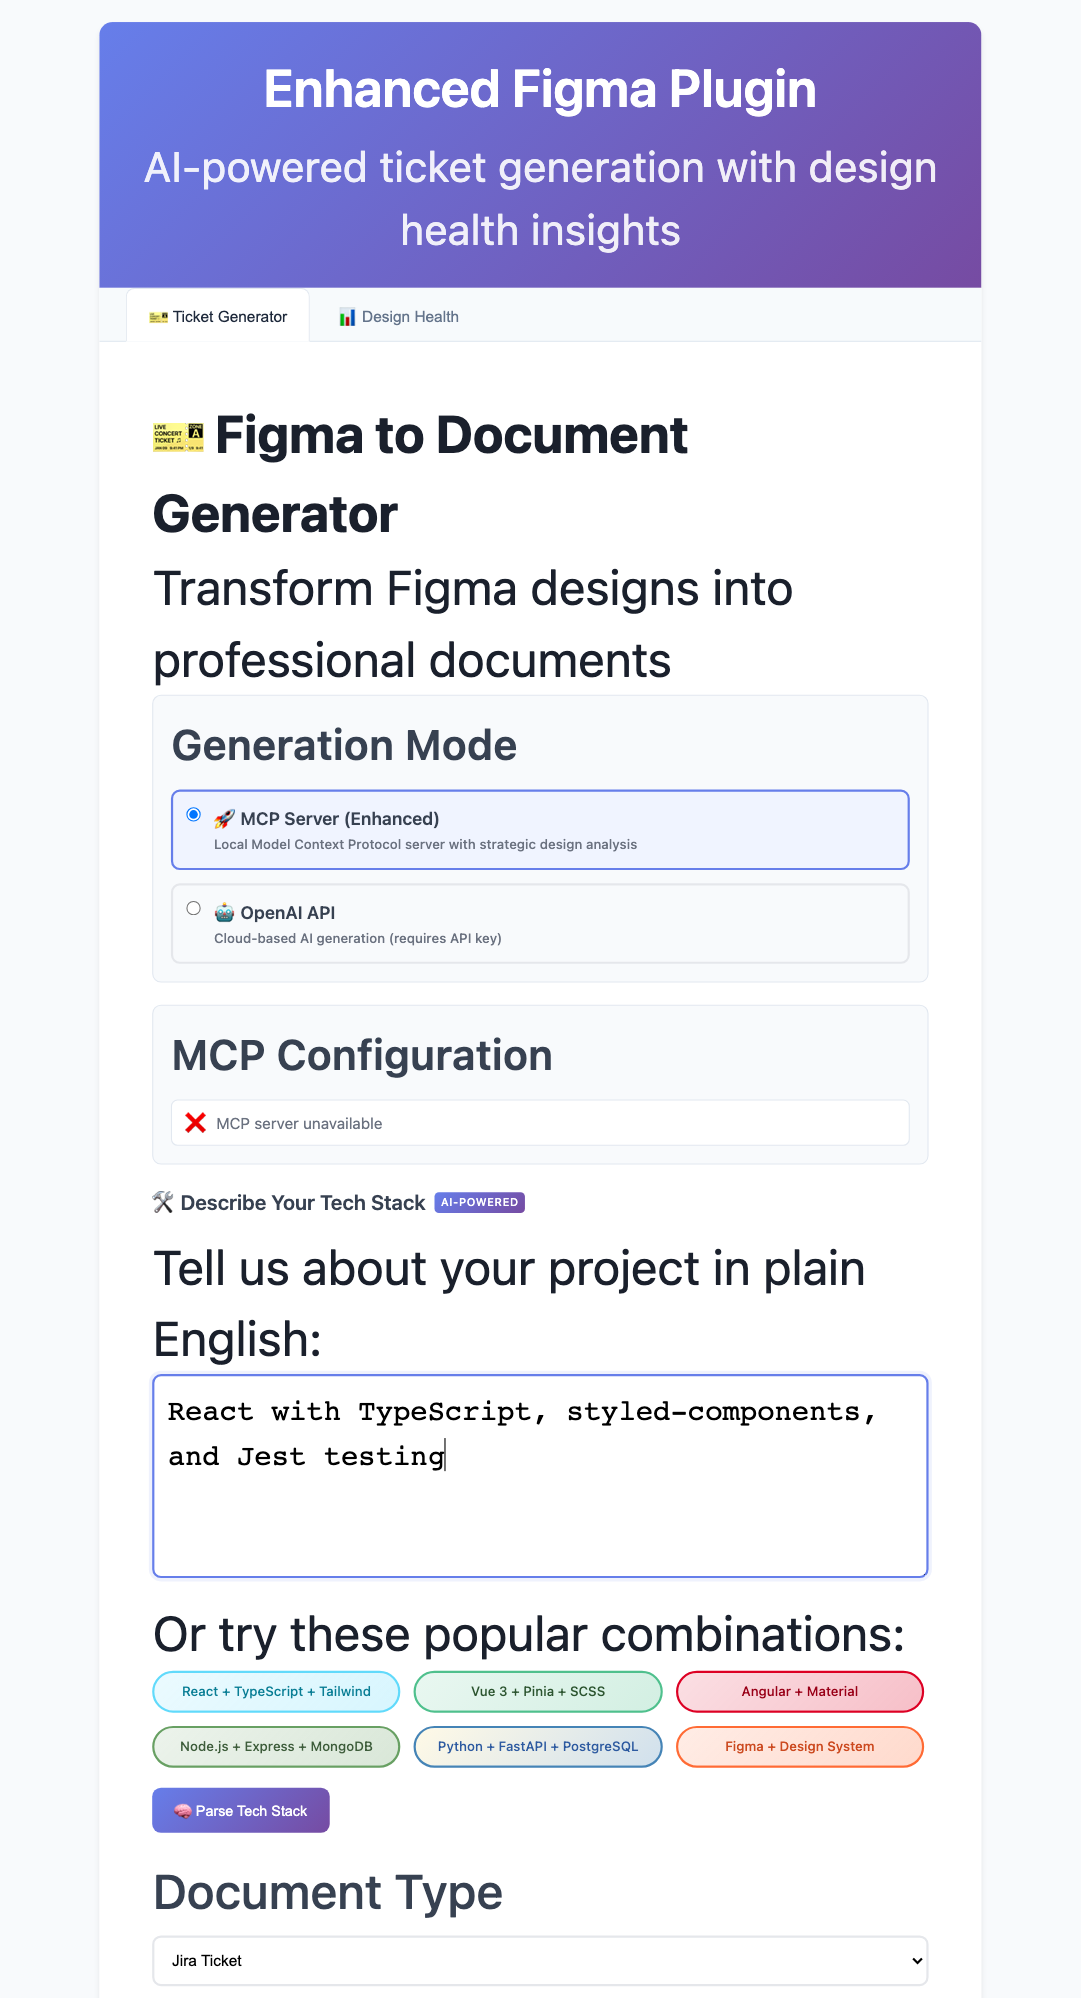 Enhanced Figma Plugin
AI-powered ticket generation with design
health insights
Ticket Generator
Design Health
Figma to Document
Generator
Transform Figma designs into
professional documents
Generation Mode
MCP Server (Enhanced)
Local Model Context Protocol server with strategic design analysis
OpenAI API
Cloud-based AI generation (requires API key)
MCP Configuration
MCP server unavailable
Describe Your Tech Stack AI-POWERED
Tell us about your project in plain
English:
React with TypeScript, styled-components,
and Jest testing
Or try these popular combinations:
React + TypeScript + Tailwind
Vue 3 + Pinia + SCSS
Angular + Material
Node.js + Express + MongoDB
Python + FastAPI + PostgreSQL
Figma + Design System
Parse Tech Stack
Document Type
Jira Ticket